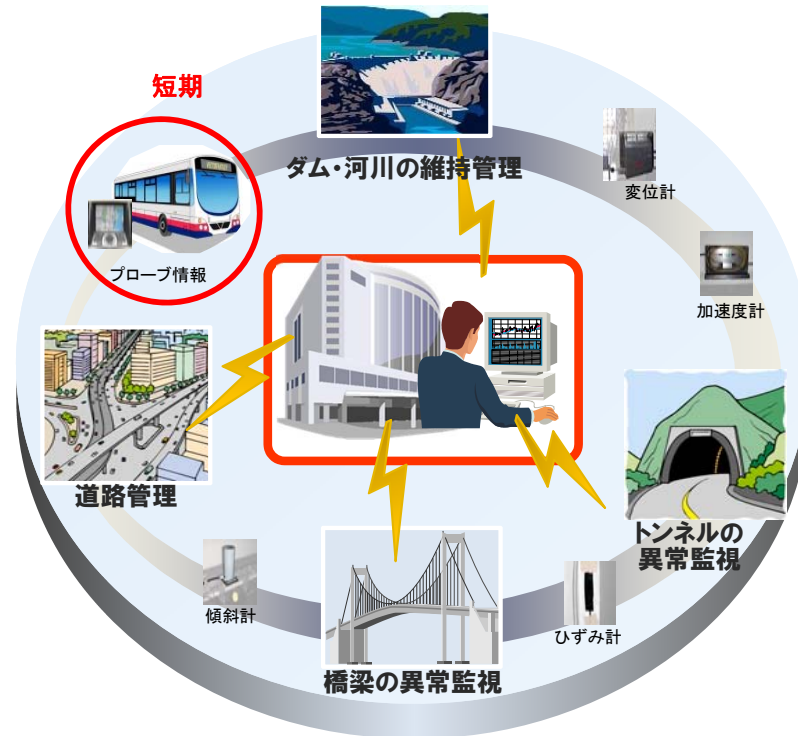 短期
ダム・河川の維持管理
変位計
プローブ情報
加速度計
道路管理
トンネルの
異常監視
傾斜計
ひずみ計
橋梁の異常監視